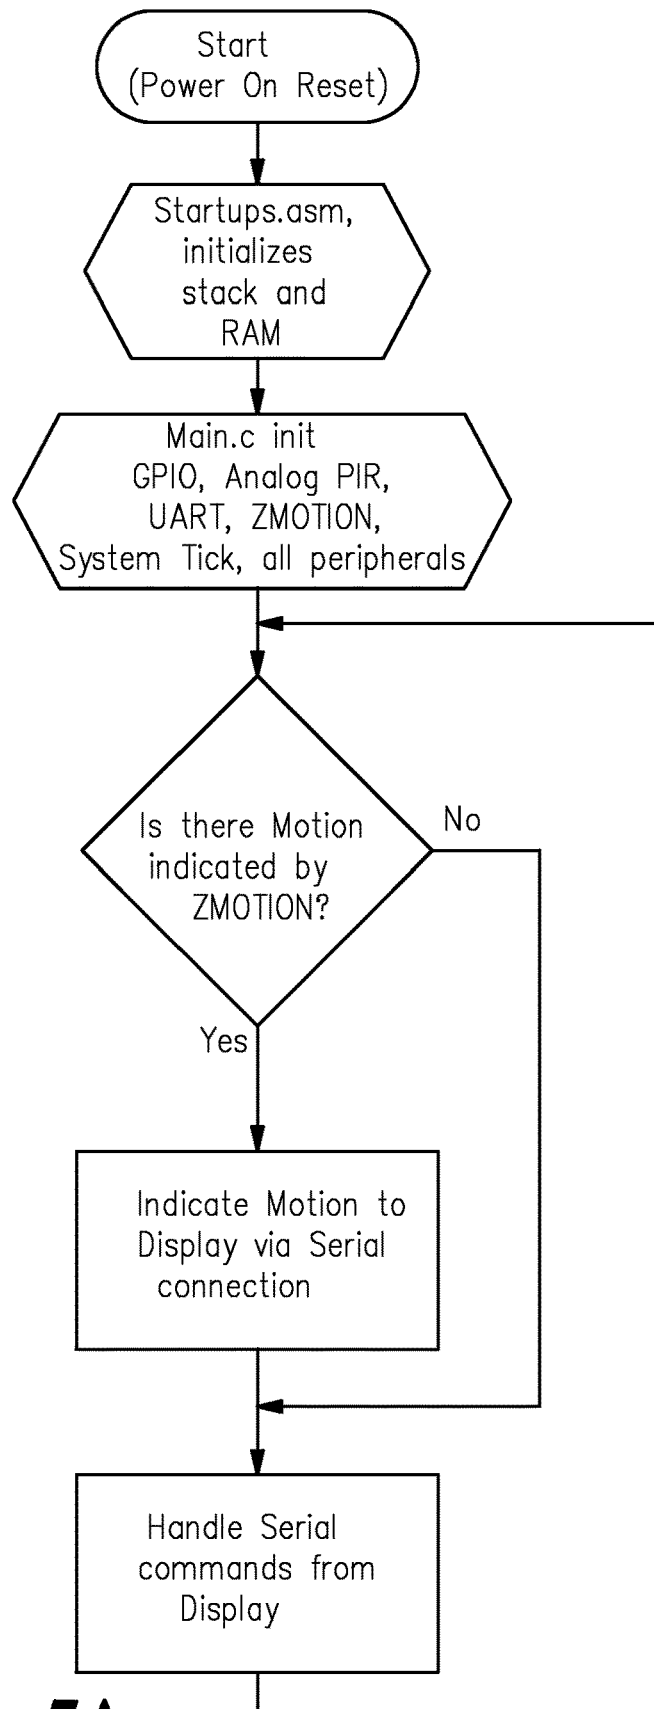 Start
(Power On Reset)
Startups.asm,
initializes
stack and
RAM
Main.c init
GPIO, Analog PIR,
UART, ZMOTION,
System Tick, all peripherals
Is there Motion
indicated by
ZMOTION?
No
Yes
Indicate Motion to
Display via Serial
connection
Handle Serial
commands from
Display